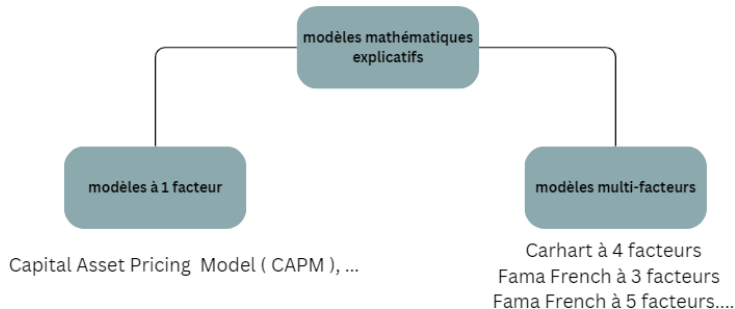 modèles mathématiques
explicatifs
modèles à 1 facteur
modèles multi-facteurs
Capital Asset Pricing Model ( CAPM ), ...
Carhart à 4 facteurs
Fama French à 3 facteurs
Fama French à 5 facteurs....